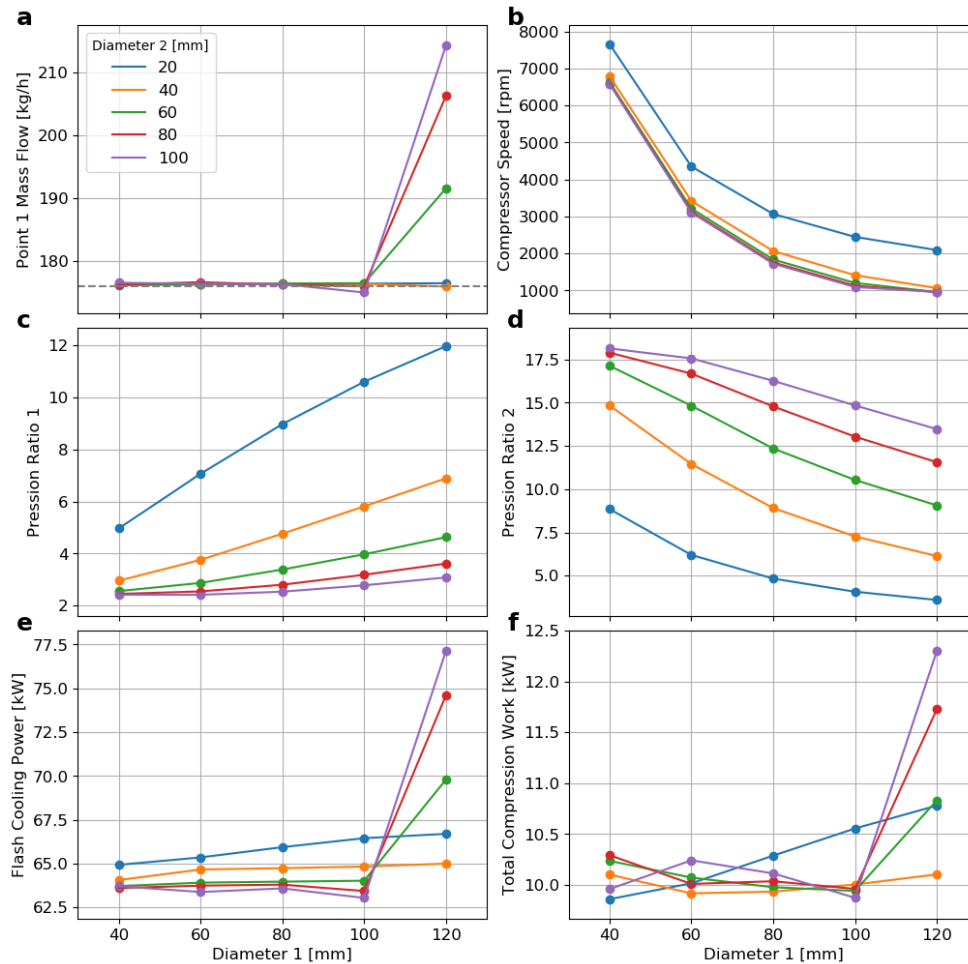 a
b
Diameter 2 [mm]
20
40
60
80
100
210
200
190
180
Point 1 Mass Flow [kg/h]
8000
7000
6000
5000
4000
3000
2000
1000
Compressor Speed [rpm]
c
d
12
10
8
6
4
2
Pression Ratio 1
17.5
15.0
12.5
10.0
7.5
5.0
Pression Ratio 2
e
f
77.5
75.0
72.5
70.0
67.5
65.0
62.5
Flash Cooling Power [kW]
12.5
12.0
11.5
11.0
10.5
10.0
Total Compression Work [kW]
40 60 80 100 120
Diameter 1 [mm]
40 60 80 100 120
Diameter 1 [mm]